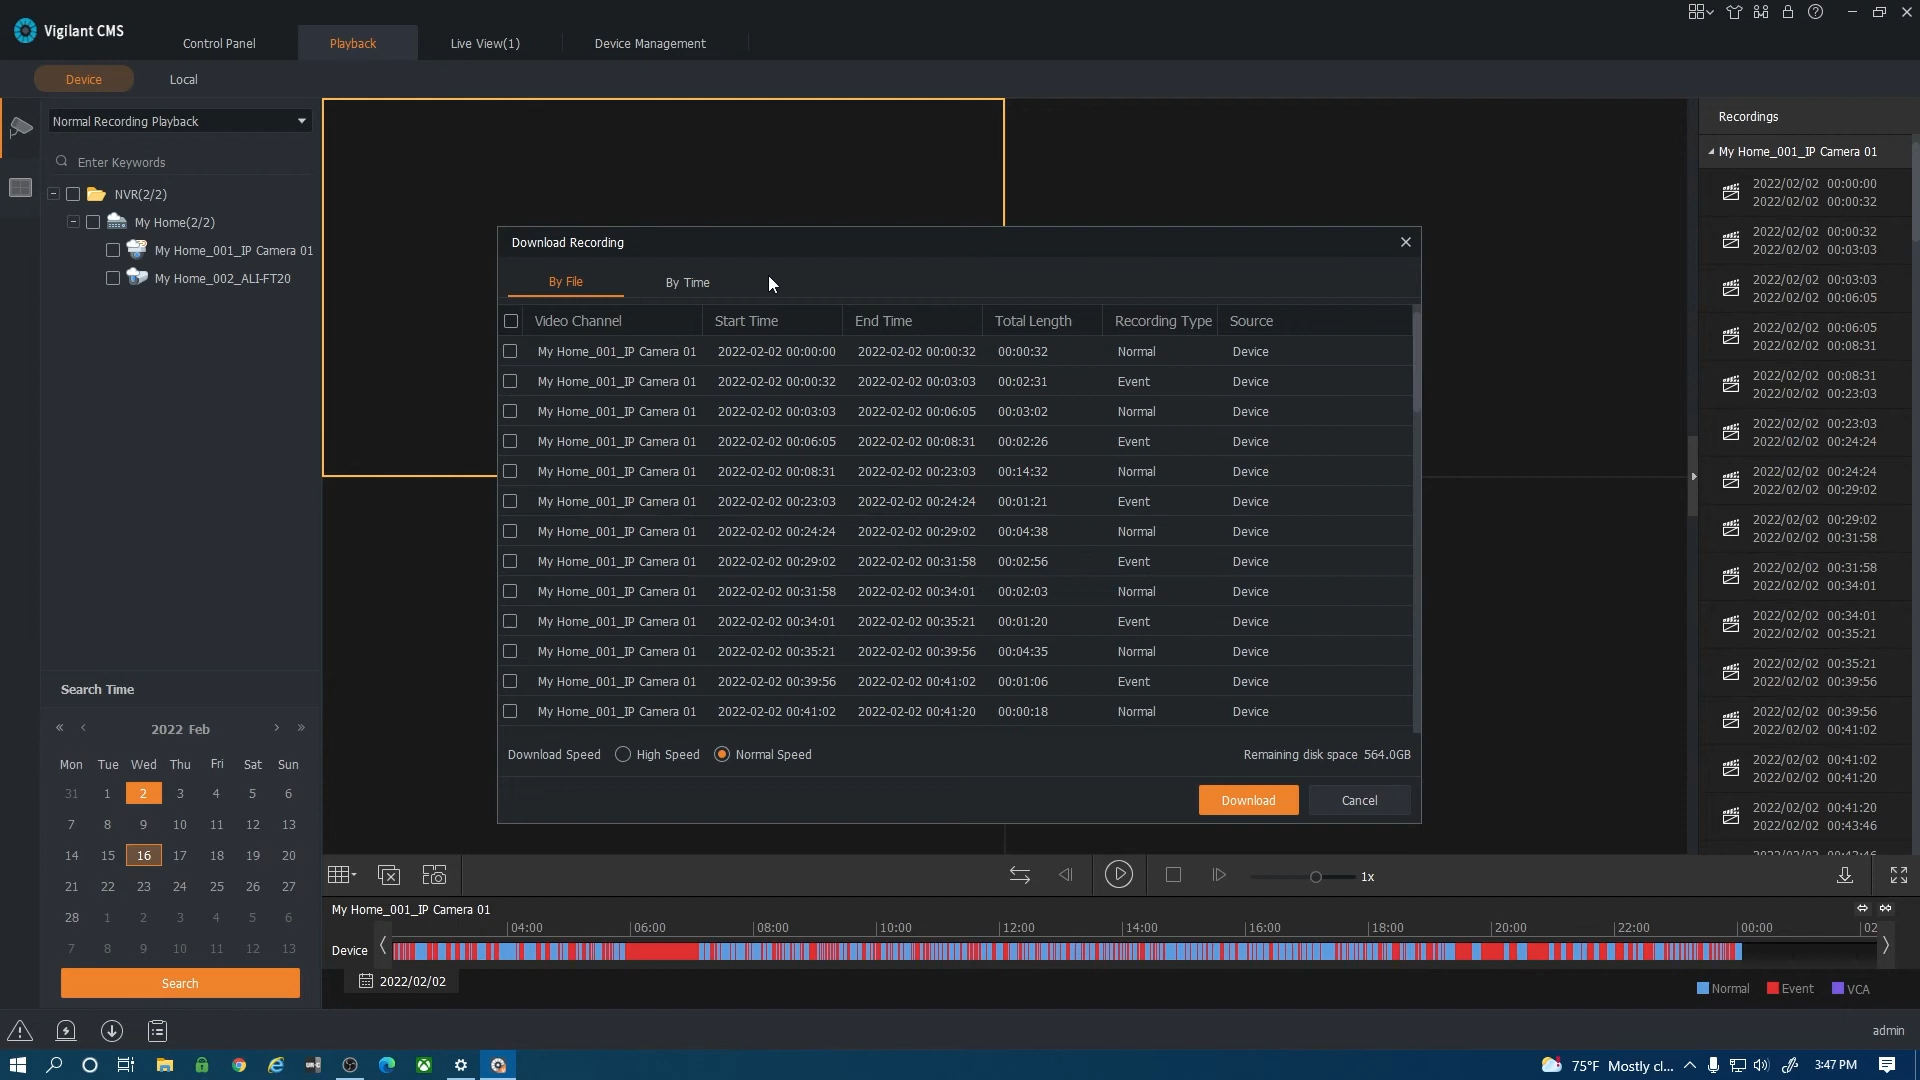 Vigilant CMS
Control Panel
Playback
Live View(1)
Device Management
Device
Local
Normal Recording Playback
Enter Keywords
NVR(2/2)
My Home(2/2)
My Home_001_IP Camera 01
My Home_002_ALI-FT20
Search Time
2022 Feb
Mon Tue Wed Thu Fri Sat Sun
31 1 2 3 4 5 6
7 8 9 10 11 12 13
14 15 16 17 18 19 20
21 22 23 24 25 26 27
28 1 2 3 4 5 6
7 8 9 10 11 12 13
Search
Download Recording
By File
By Time
Video Channel Start Time End Time Total Length Recording Type Source
My Home_001_IP Camera 01 2022-02-02 00:00:00 2022-02-02 00:00:32 00:00:32 Normal Device
My Home_001_IP Camera 01 2022-02-02 00:00:32 2022-02-02 00:03:03 00:02:31 Event Device
My Home_001_IP Camera 01 2022-02-02 00:03:03 2022-02-02 00:06:05 00:03:02 Normal Device
My Home_001_IP Camera 01 2022-02-02 00:06:05 2022-02-02 00:08:31 00:02:26 Event Device
My Home_001_IP Camera 01 2022-02-02 00:08:31 2022-02-02 00:23:03 00:14:32 Normal Device
My Home_001_IP Camera 01 2022-02-02 00:23:03 2022-02-02 00:24:24 00:01:21 Event Device
My Home_001_IP Camera 01 2022-02-02 00:24:24 2022-02-02 00:29:02 00:04:38 Normal Device
My Home_001_IP Camera 01 2022-02-02 00:29:02 2022-02-02 00:31:58 00:02:56 Event Device
My Home_001_IP Camera 01 2022-02-02 00:31:58 2022-02-02 00:34:01 00:02:03 Normal Device
My Home_001_IP Camera 01 2022-02-02 00:34:01 2022-02-02 00:35:21 00:01:20 Event Device
My Home_001_IP Camera 01 2022-02-02 00:35:21 2022-02-02 00:39:56 00:04:35 Normal Device
My Home_001_IP Camera 01 2022-02-02 00:39:56 2022-02-02 00:41:02 00:01:06 Event Device
My Home_001_IP Camera 01 2022-02-02 00:41:02 2022-02-02 00:41:20 00:00:18 Normal Device
Download Speed High Speed Normal Speed Remaining disk space 564.0GB
Download
Cancel
Recordings
My Home_001_IP Camera 01
2022/02/02 00:00:00
2022/02/02 00:00:32
2022/02/02 00:00:32
2022/02/02 00:03:03
2022/02/02 00:03:03
2022/02/02 00:06:05
2022/02/02 00:06:05
2022/02/02 00:08:31
2022/02/02 00:08:31
2022/02/02 00:23:03
2022/02/02 00:23:03
2022/02/02 00:24:24
2022/02/02 00:24:24
2022/02/02 00:29:02
2022/02/02 00:29:02
2022/02/02 00:31:58
2022/02/02 00:31:58
2022/02/02 00:34:01
2022/02/02 00:34:01
2022/02/02 00:35:21
2022/02/02 00:35:21
2022/02/02 00:39:56
2022/02/02 00:39:56
2022/02/02 00:41:02
2022/02/02 00:41:02
2022/02/02 00:41:20
2022/02/02 00:41:20
2022/02/02 00:43:46
1x
My Home_001_IP Camera 01
04:00 06:00 08:00 10:00 12:00 14:00 16:00 18:00 20:00 22:00 00:00 02
Device
2022/02/02
Normal Event VCA
admin
75°F Mostly cl...
3:47 PM